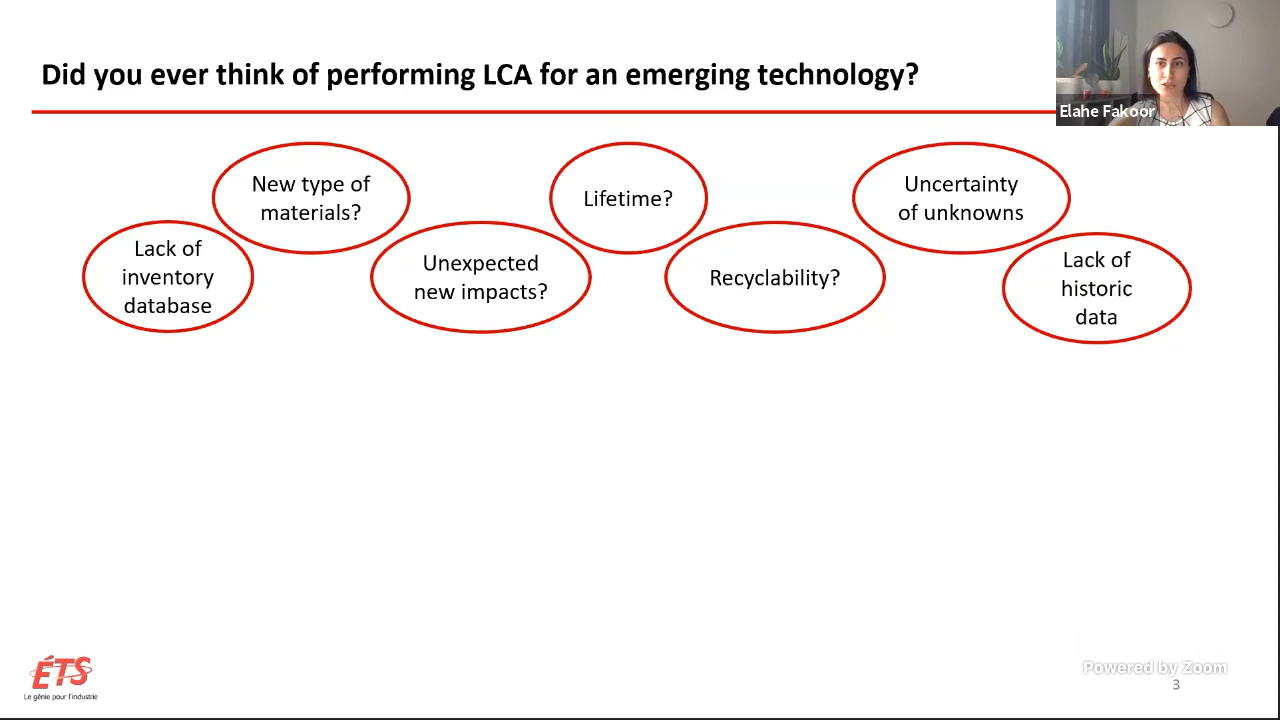 Did you ever think of performing LCA for an emerging technology?
Elahe Fakoor
New type of
materials?
Lifetime?
Uncertainty
of unknowns
Lack of
inventory
database
Unexpected
new impacts?
Recyclability?
Lack of
historic
data
ÉTS
Le génie pour l'industrie
Powered by Zoom
3